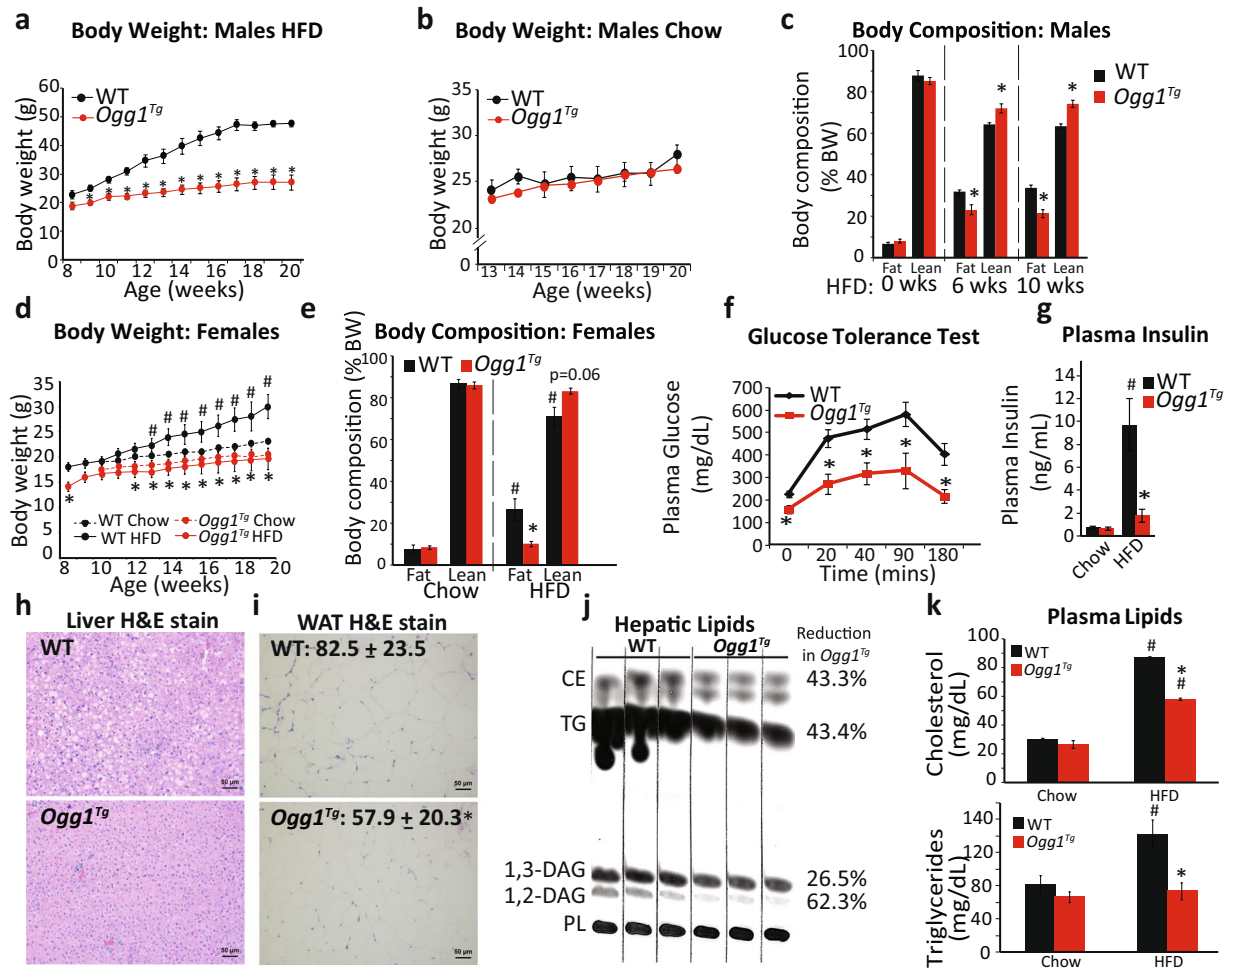 a
Body Weight: Males HFD
Body weight (g)
60
50
40
30
20
10
0
WT
Ogg1Tg
* * * * * * * * * * * * *
8 10 12 14 16 18 20
Age (weeks)
b
Body Weight: Males Chow
Body weight (g)
35
30
25
20
0
WT
Ogg1Tg
13 14 15 16 17 18 19 20
Age (weeks)
c
Body Composition: Males
Body composition
(% BW)
100
80
60
40
20
0
WT
Ogg1Tg
* * * *
Fat Lean Fat Lean Fat Lean
HFD: 0 wks 6 wks 10 wks
d
Body Weight: Females
Body weight (g)
35
30
25
20
15
10
5
0
# # # # # # # #
* * * * * * * * * *
WT Chow
Ogg1Tg Chow
WT HFD
Ogg1Tg HFD
8 10 12 14 16 18 20
Age (weeks)
e
Body Composition: Females
Body composition (% BW)
100
80
60
40
20
0
WT Ogg1Tg
p=0.06
#
#
*
Fat Lean Fat Lean
Chow HFD
f
Glucose Tolerance Test
Plasma Glucose
(mg/dL)
700
600
500
400
300
200
100
0
WT
Ogg1Tg
* * * * *
0 20 40 90 180
Time (mins)
g
Plasma Insulin
Plasma Insulin
(ng/mL)
14
12
10
8
6
4
2
0
WT
Ogg1Tg
#
*
Chow HFD
h
Liver H&E stain
WT
50 µm
Ogg1Tg
50 µm
i
WAT H&E stain
WT: 82.5 ± 23.5
50 µm
Ogg1Tg: 57.9 ± 20.3*
50 µm
j
Hepatic Lipids
WT Ogg1Tg
Reduction
in Ogg1Tg
CE 43.3%
TG 43.4%
1,3-DAG 26.5%
1,2-DAG 62.3%
PL
k
Plasma Lipids
Cholesterol
(mg/dL)
100
80
60
40
20
0
WT
Ogg1Tg
#
*
#
Chow HFD
Triglycerides
(mg/dL)
160
120
80
40
0
WT
Ogg1Tg
#
*
Chow HFD